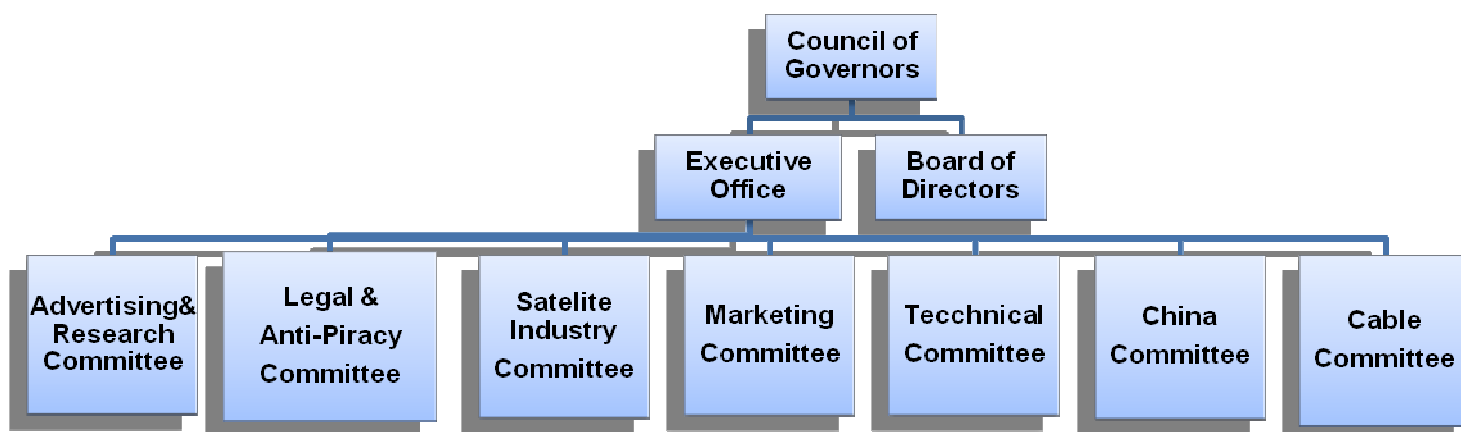 Council of
Governors
Executive
Office
Board of
Directors
Advertising&
Research
Committee
Legal &
Anti-Piracy
Committee
Satelite
Industry
Committee
Marketing
Committee
Tecchnical
Committee
China
Committee
Cable
Committee